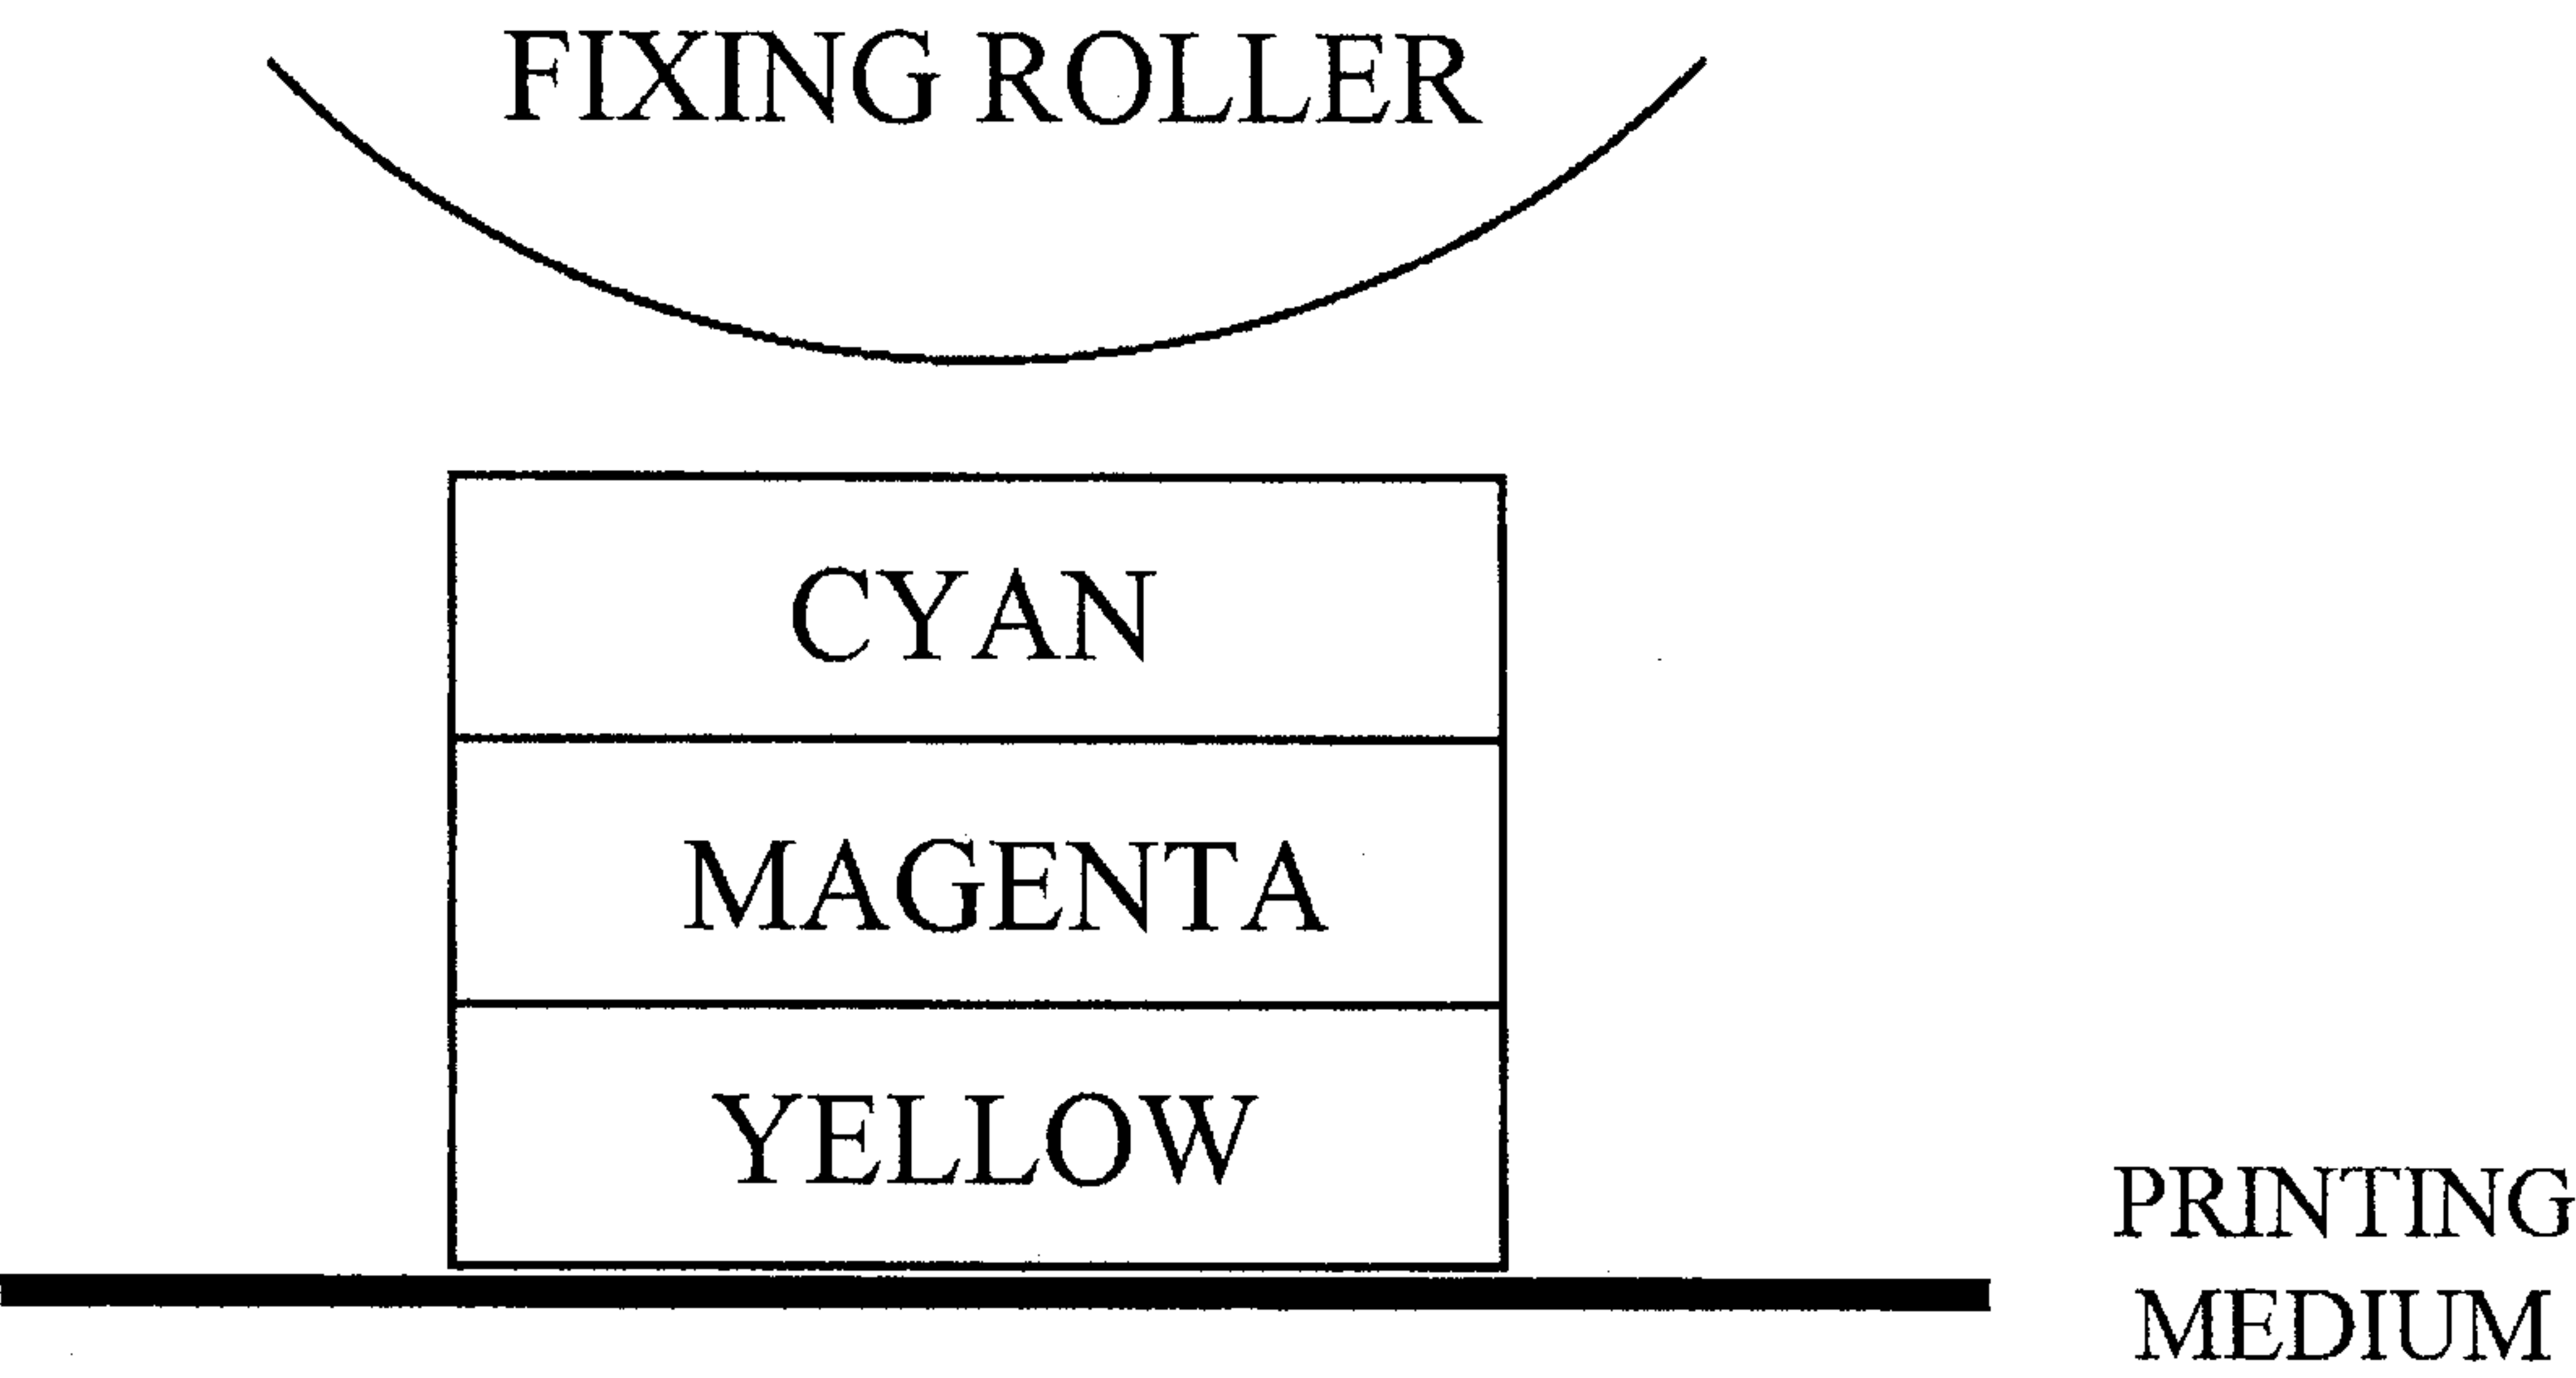 FIXING ROLLER
CYAN
MAGENTA
YELLOW
PRINTING
MEDIUM